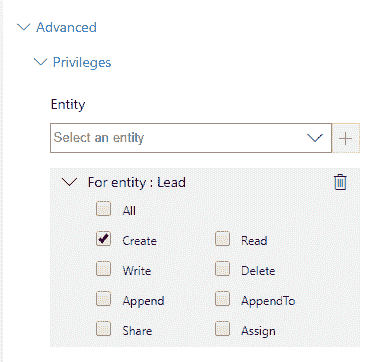 Advanced
Privileges
Entity
Select an entity
For entity : Lead
All
Create Read
Write Delete
Append AppendTo
Share Assign